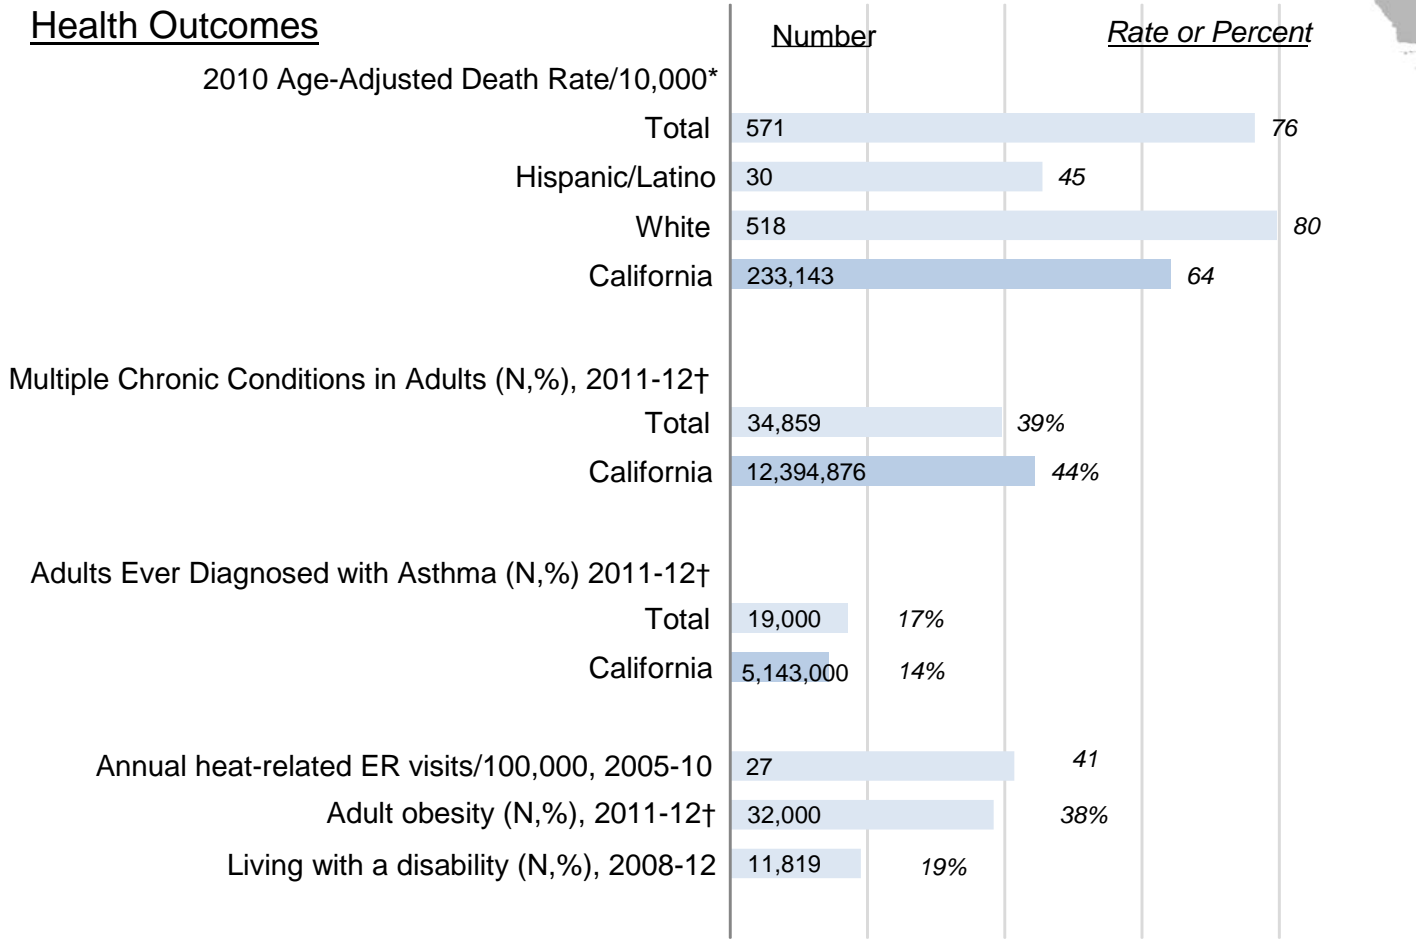 Health Outcomes Number Rate or Percent
2010 Age-Adjusted Death Rate/10,000*
Total 571 76
Hispanic/Latino 30 45
White 518 80
California 233,143 64
Multiple Chronic Conditions in Adults (N,%), 2011-12†
Total 34,859 39%
California 12,394,876 44%
Adults Ever Diagnosed with Asthma (N,%) 2011-12†
Total 19,000 17%
California 5,143,000 14%
Annual heat-related ER visits/100,000, 2005-10 27 41
Adult obesity (N,%), 2011-12† 32,000 38%
Living with a disability (N,%), 2008-12 11,819 19%